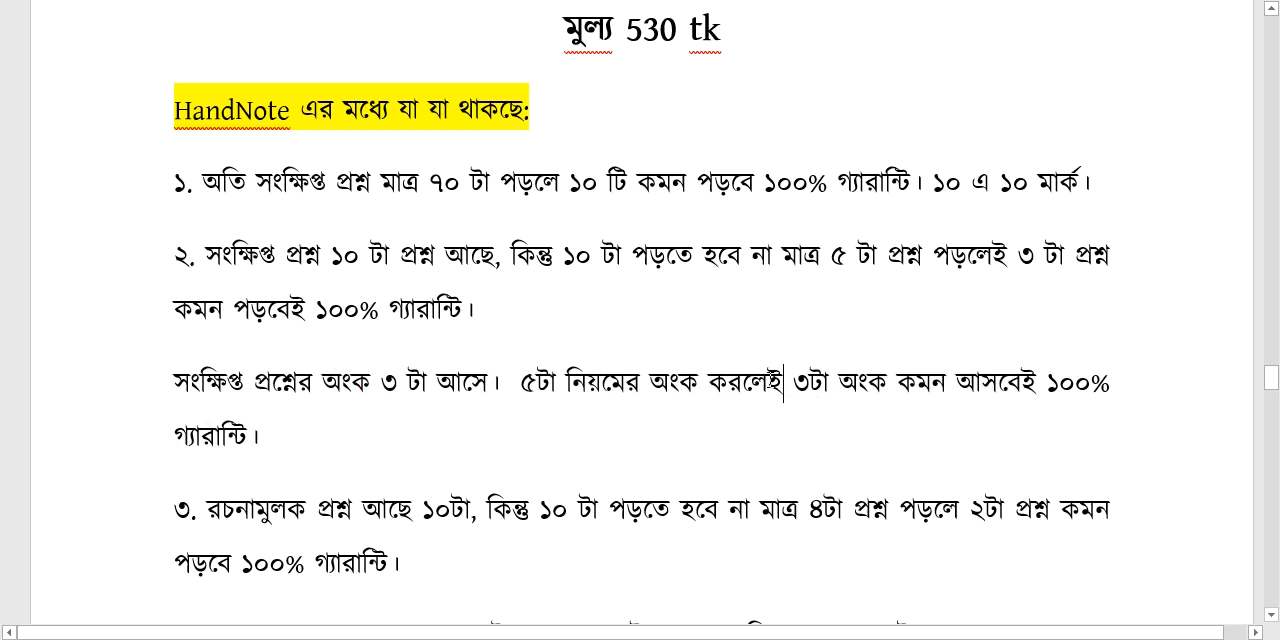 মুল্য 530 tk
HandNote এর মধ্যে যা যা থাকছে:
১. অতি সংক্ষিপ্ত প্রশ্ন মাত্র ৭০ টা পড়লে ১০ টি কমন পড়বে ১০০% গ্যারান্টি। ১০ এ ১০ মার্ক।
২. সংক্ষিপ্ত প্রশ্ন ১০ টা প্রশ্ন আছে, কিন্তু ১০ টা পড়তে হবে না মাত্র ৫ টা প্রশ্ন পড়লেই ৩ টা প্রশ্ন
কমন পড়বেই ১০০% গ্যারান্টি।
সংক্ষিপ্ত প্রশ্নের অংক ৩ টা আসে। ৫টা নিয়মের অংক করলেই ৩টা অংক কমন আসবেই ১০০%
গ্যারান্টি।
৩. রচনামুলক প্রশ্ন আছে ১০টা, কিন্তু ১০ টা পড়তে হবে না মাত্র ৪টা প্রশ্ন পড়লে ২টা প্রশ্ন কমন
পড়বে ১০০% গ্যারান্টি।